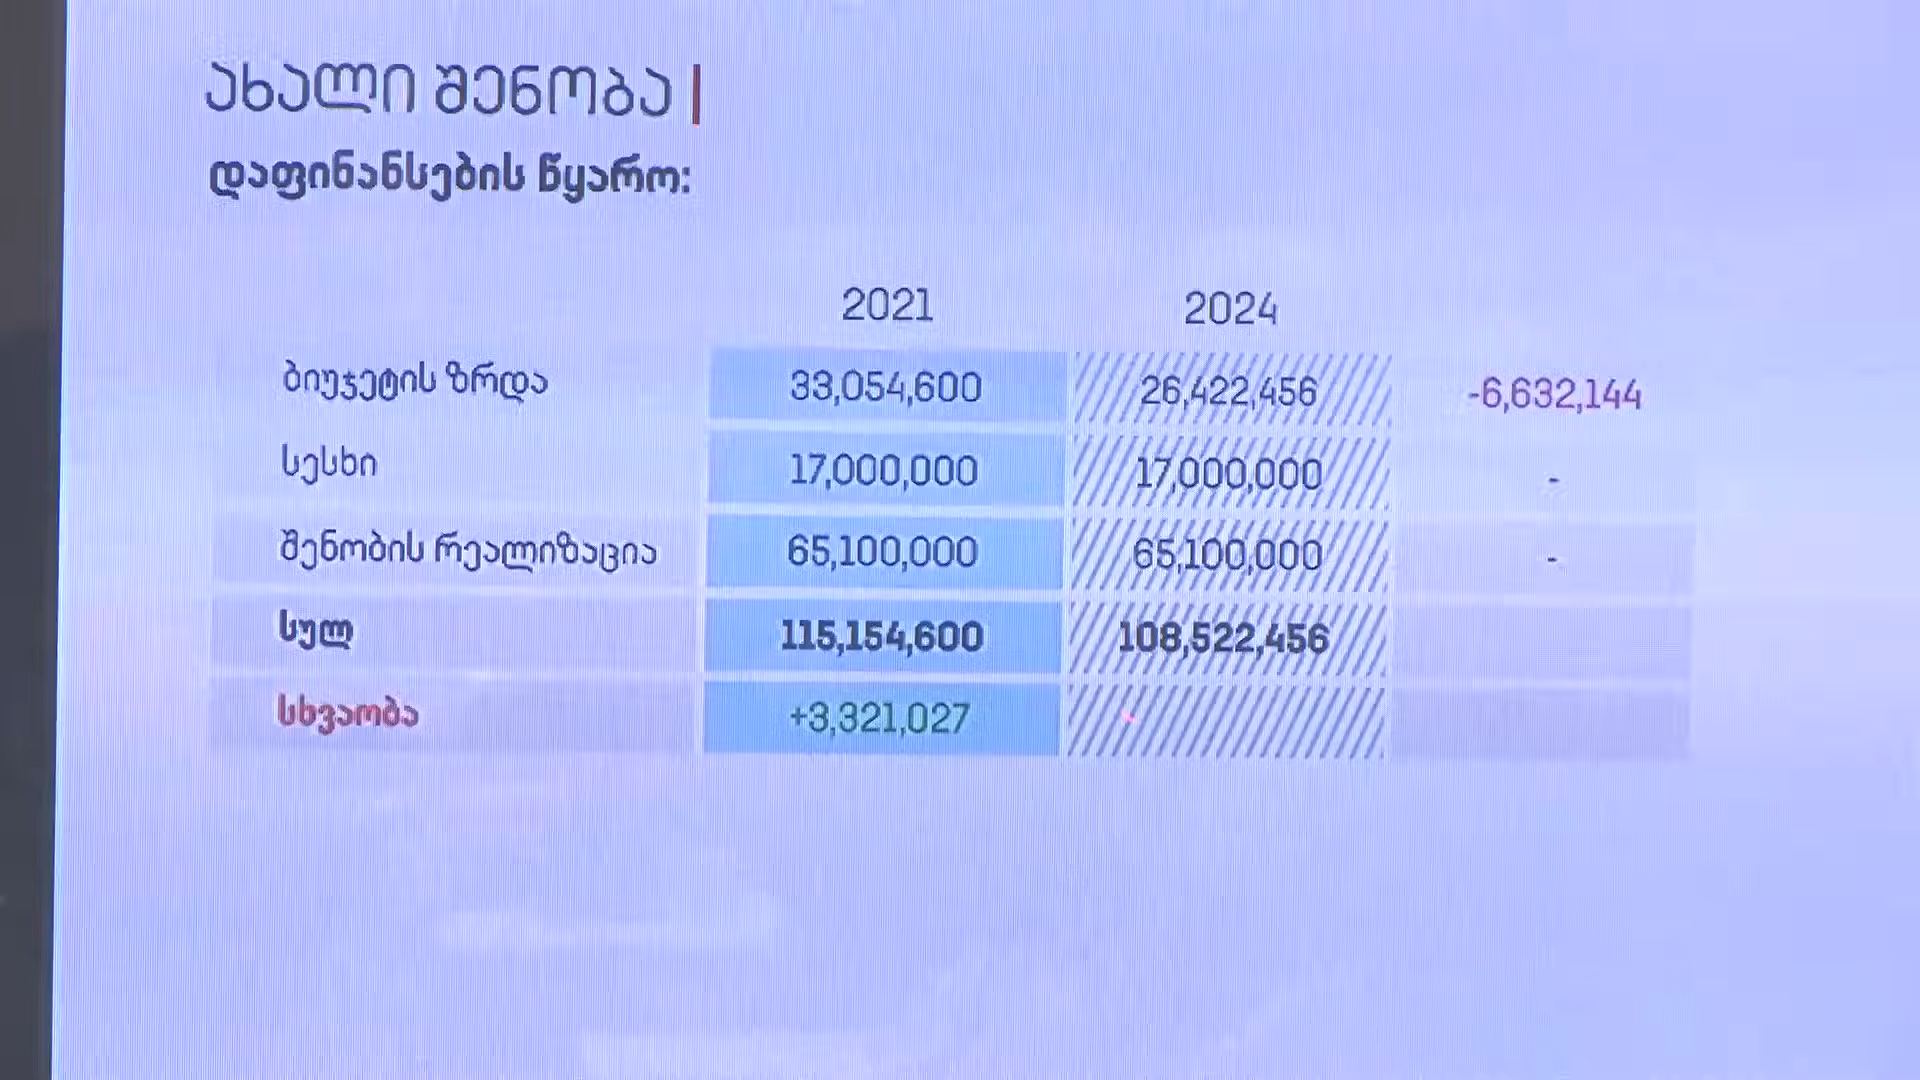 ახალი შენობა |
დაფინანსების წყარო:
2021 2024
ბიუჯეტის ზრდა 33,054,600 26,422,456 -6,632,144
სესხი 17,000,000 17,000,000 -
შენობის რეალიზაცია 65,100,000 65,100,000 -
სულ 115,154,600 108,522,456
სხვაობა +3,321,027